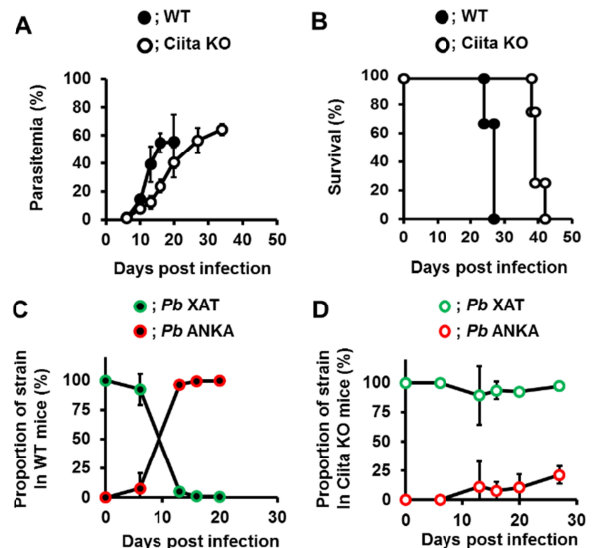 A
; WT
; Ciita KO
Parasitemia (%)
100
80
60
40
20
0
0 10 20 30 40 50
Days post infection
B
; WT
; Ciita KO
Survival (%)
100
80
60
40
20
0
0 10 20 30 40 50
Days post infection
C
; Pb XAT
; Pb ANKA
Proportion of strain
In WT mice (%)
100
75
50
25
0
0 10 20 30
Days post infection
D
; Pb XAT
; Pb ANKA
Proportion of strain
In Ciita KO mice (%)
100
75
50
25
0
0 10 20 30
Days post infection